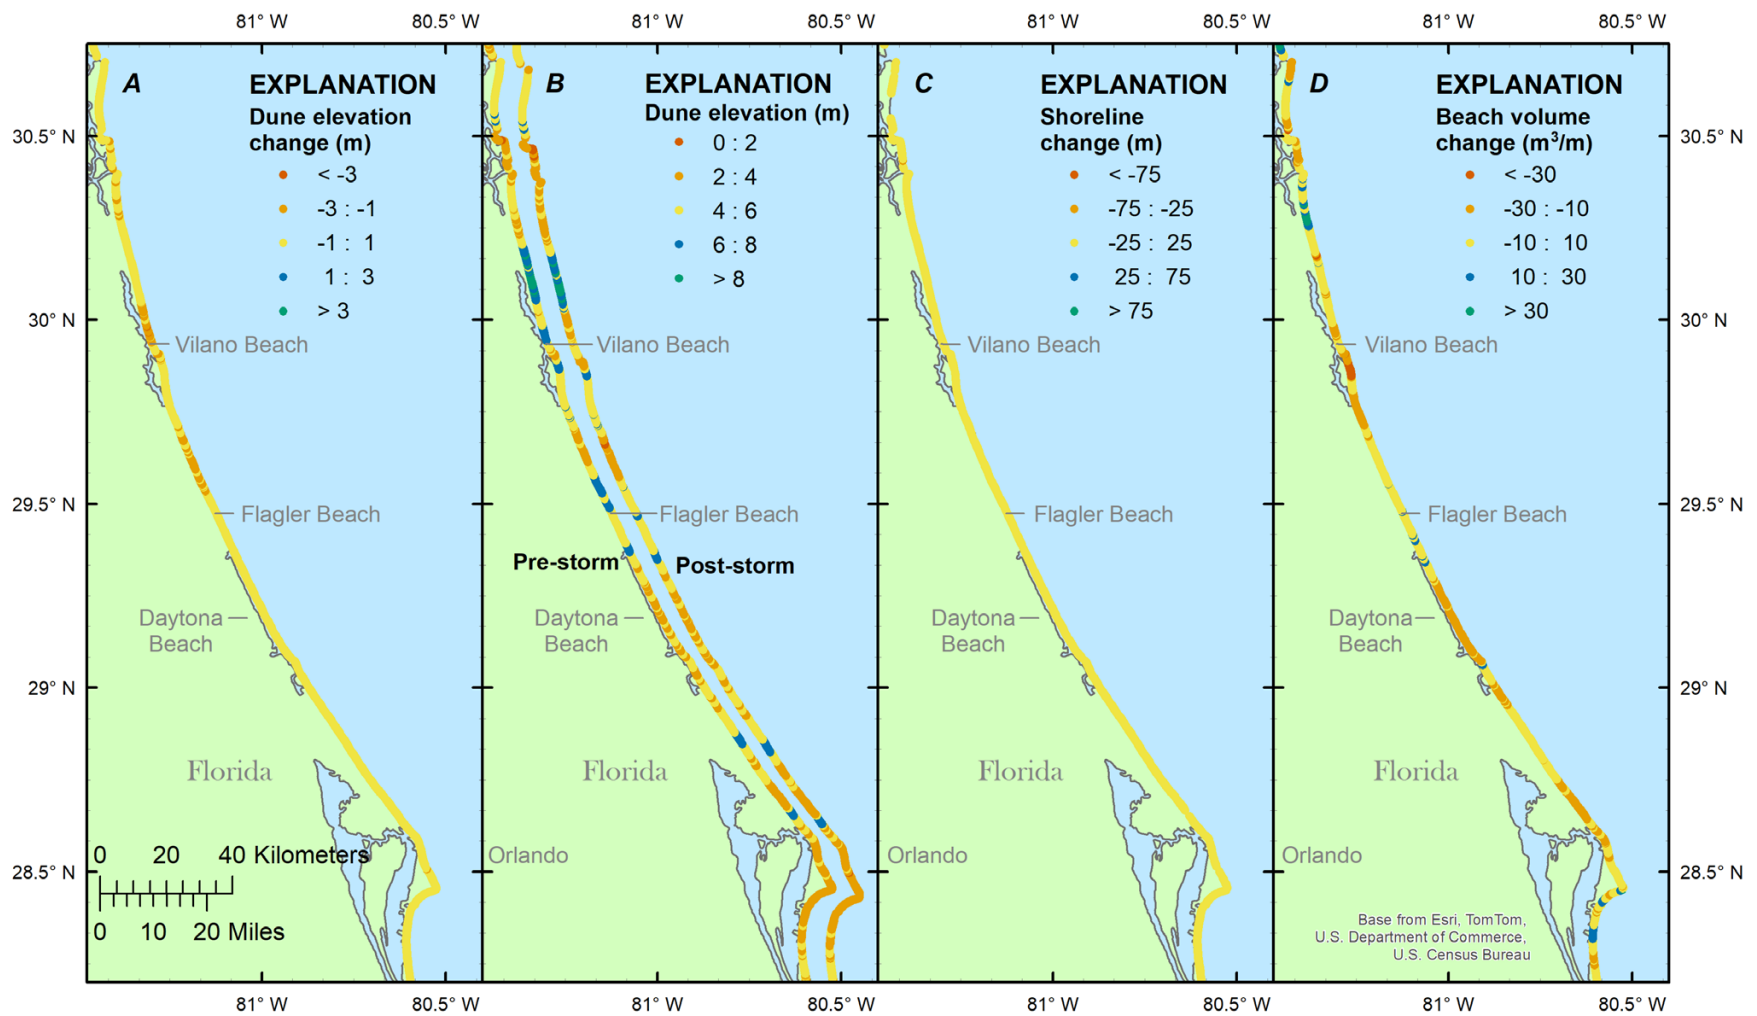 81° W 80.5° W 81° W 80.5° W 81° W 80.5° W 81° W 80.5° W
A
EXPLANATION
Dune elevation
change (m)
< -3
-3 : -1
-1 : 1
1 : 3
> 3
Vilano Beach
Flagler Beach
Daytona
Beach
Florida
0 20 40 Kilometers
0 10 20 Miles
B
EXPLANATION
Dune elevation (m)
0 : 2
2 : 4
4 : 6
6 : 8
> 8
Vilano Beach
Flagler Beach
Pre-storm
Post-storm
Daytona
Beach
Florida
Orlando
C
EXPLANATION
Shoreline
change (m)
< -75
-75 : -25
-25 : 25
25 : 75
> 75
Vilano Beach
Flagler Beach
Daytona
Beach
Florida
Orlando
D
EXPLANATION
Beach volume
change (m³/m)
< -30
-30 : -10
-10 : 10
10 : 30
> 30
Vilano Beach
Flagler Beach
Daytona
Beach
Florida
Orlando
Base from Esri, TomTom,
U.S. Department of Commerce,
U.S. Census Bureau
30.5° N
30° N
29.5° N
29° N
28.5° N
30.5° N
30° N
29.5° N
29° N
28.5° N
81° W 80.5° W 81° W 80.5° W 81° W 80.5° W 81° W 80.5° W